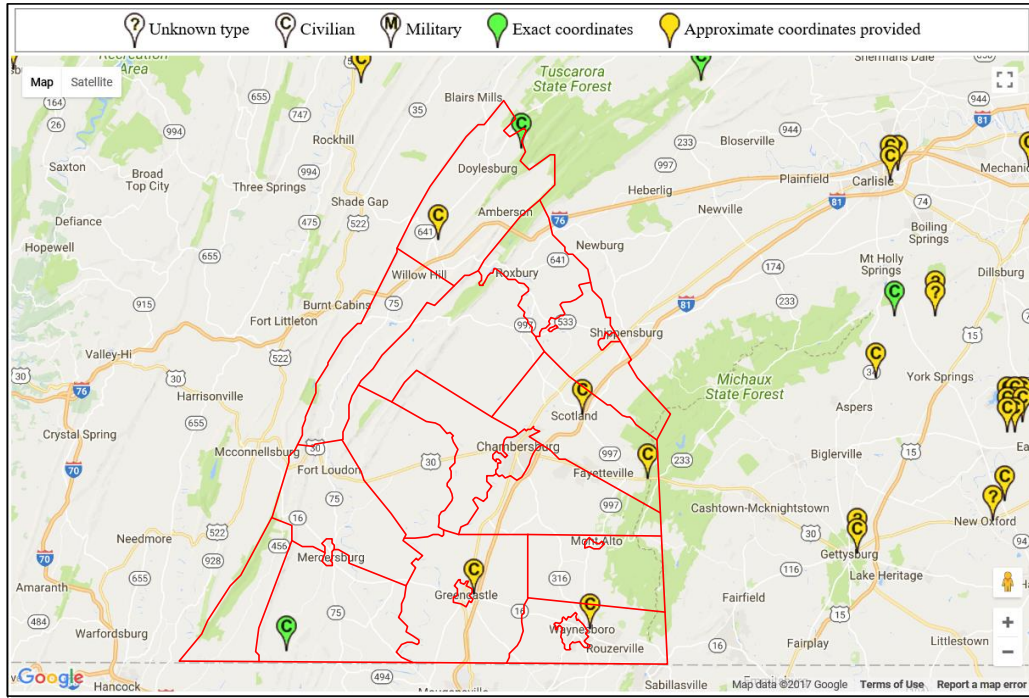 ? Unknown type C Civilian M Military Exact coordinates Approximate coordinates provided
Map Satellite
Recreation
Area
Tuscarora
State Forest
Shermans Dale
Blairs Mills
Rockhill
Doylesburg
Bloserville
Saxton
Broad
Top City
Three Springs
Shade Gap
Heberlig
Plainfield
Carlisle
Newville
Amberson
Defiance
Hopewell
Newburg
Boiling
Springs
Mt Holly
Springs
Dillsburg
Willow Hill
Roxbury
Burnt Cabins
Fort Littleton
Shippensburg
Valley-Hi
Harrisonville
Michaux
State Forest
York Springs
Aspers
Scotland
Crystal Spring
Mcconnellsburg
Chambersburg
Biglerville
Fort Loudon
Fayetteville
Cashtown-Mcknightstown
New Oxford
Needmore
Mont Alto
Mercersburg
Gettysburg
Lake Heritage
Amaranth
Greencastle
Fairfield
Waynesboro
Rouzerville
Warfordsburg
Fairplay
Littlestown
Google
Hancock
Maugansville
Sabillasville
Map data ©2017 Google Terms of Use Report a map error